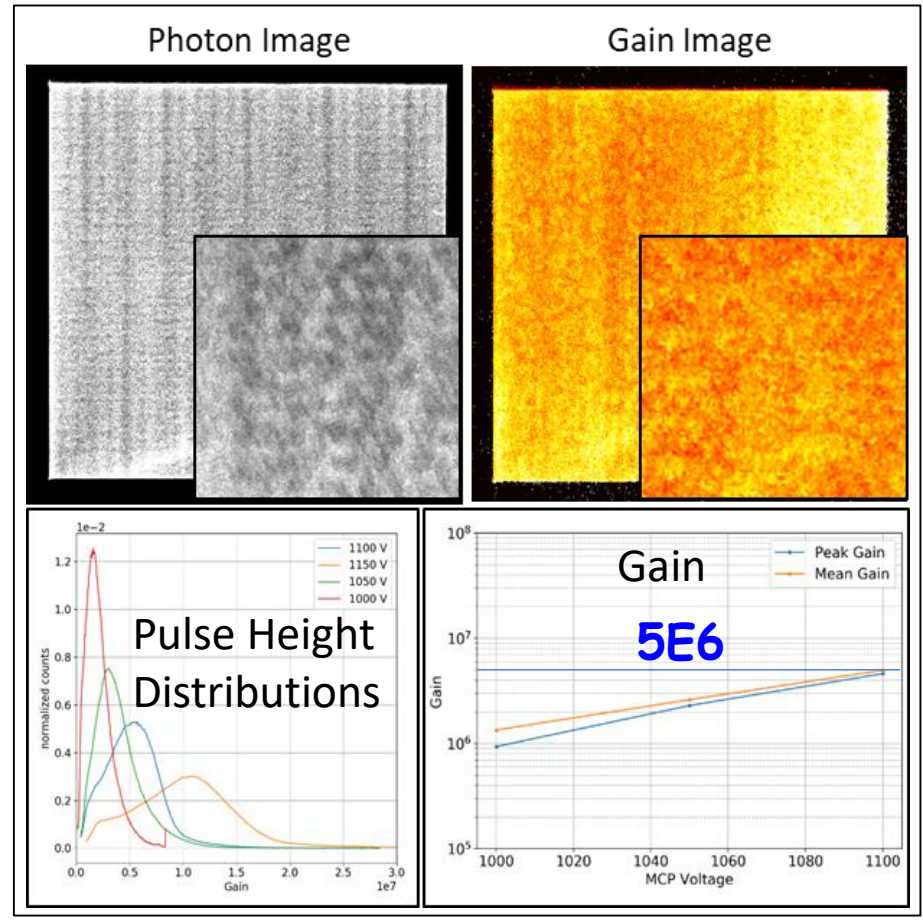 Photon Image
Gain Image
1e−2
1.2
1.0
0.8
0.6
0.4
0.2
0.0
normalized counts
1100 V
1150 V
1050 V
1000 V
Pulse Height
Distributions
0.0 0.5 1.0 1.5 2.0 2.5 3.0
Gain
1e7
10^8
10^7
10^6
10^5
Gain
Gain
5E6
Peak Gain
Mean Gain
1000 1020 1040 1060 1080 1100
MCP Voltage